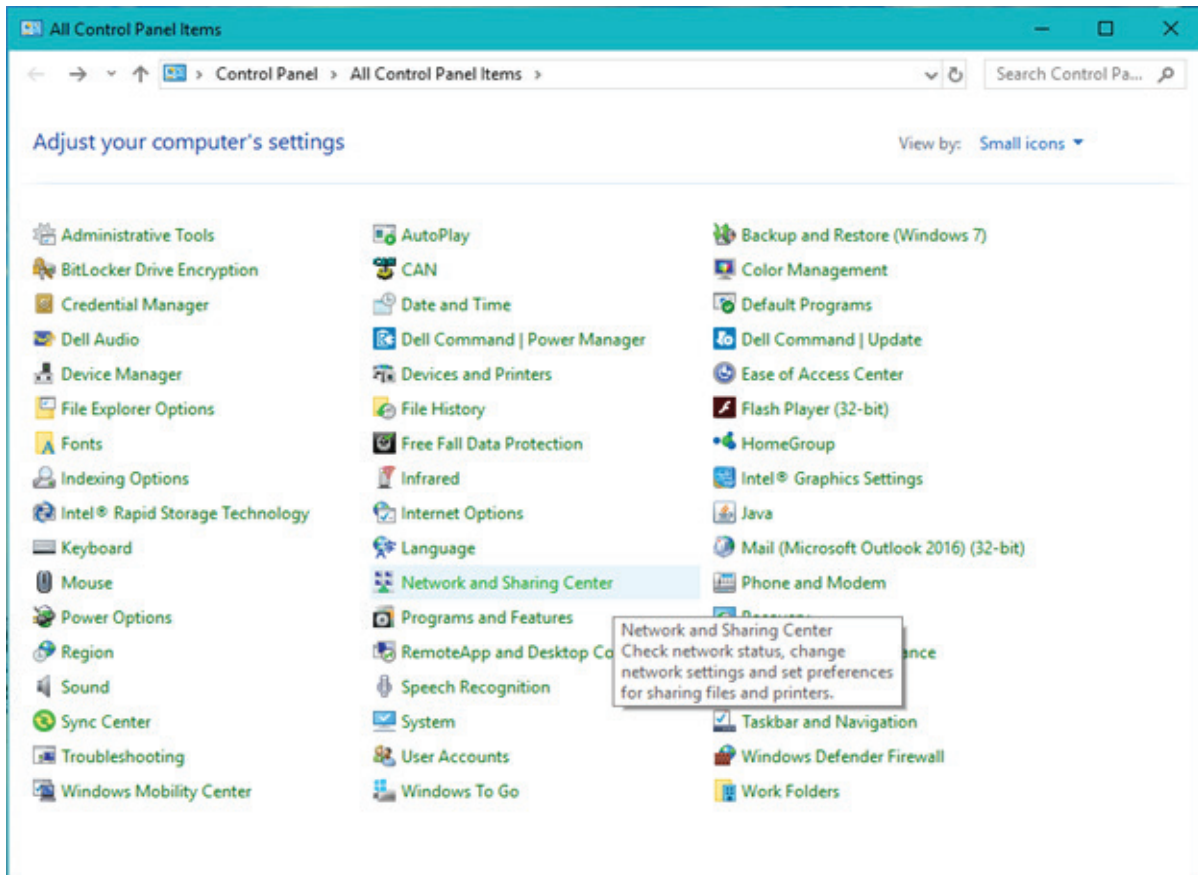 All Control Panel Items
Control Panel > All Control Panel Items >
Search Control Pa...
Adjust your computer's settings
View by: Small icons
Administrative Tools
AutoPlay
Backup and Restore (Windows 7)
BitLocker Drive Encryption
CAN
Color Management
Credential Manager
Date and Time
Default Programs
Dell Audio
Dell Command | Power Manager
Dell Command | Update
Device Manager
Devices and Printers
Ease of Access Center
File Explorer Options
File History
Flash Player (32-bit)
Fonts
Free Fall Data Protection
HomeGroup
Indexing Options
Infrared
Intel® Graphics Settings
Intel® Rapid Storage Technology
Internet Options
Java
Keyboard
Language
Mail (Microsoft Outlook 2016) (32-bit)
Mouse
Network and Sharing Center
Phone and Modem
Power Options
Programs and Features
Network and Sharing Center
Check network status, change
network settings and set preferences
for sharing files and printers.
Region
RemoteApp and Desktop Co
ance
Sound
Speech Recognition
Sync Center
System
Taskbar and Navigation
Troubleshooting
User Accounts
Windows Defender Firewall
Windows Mobility Center
Windows To Go
Work Folders